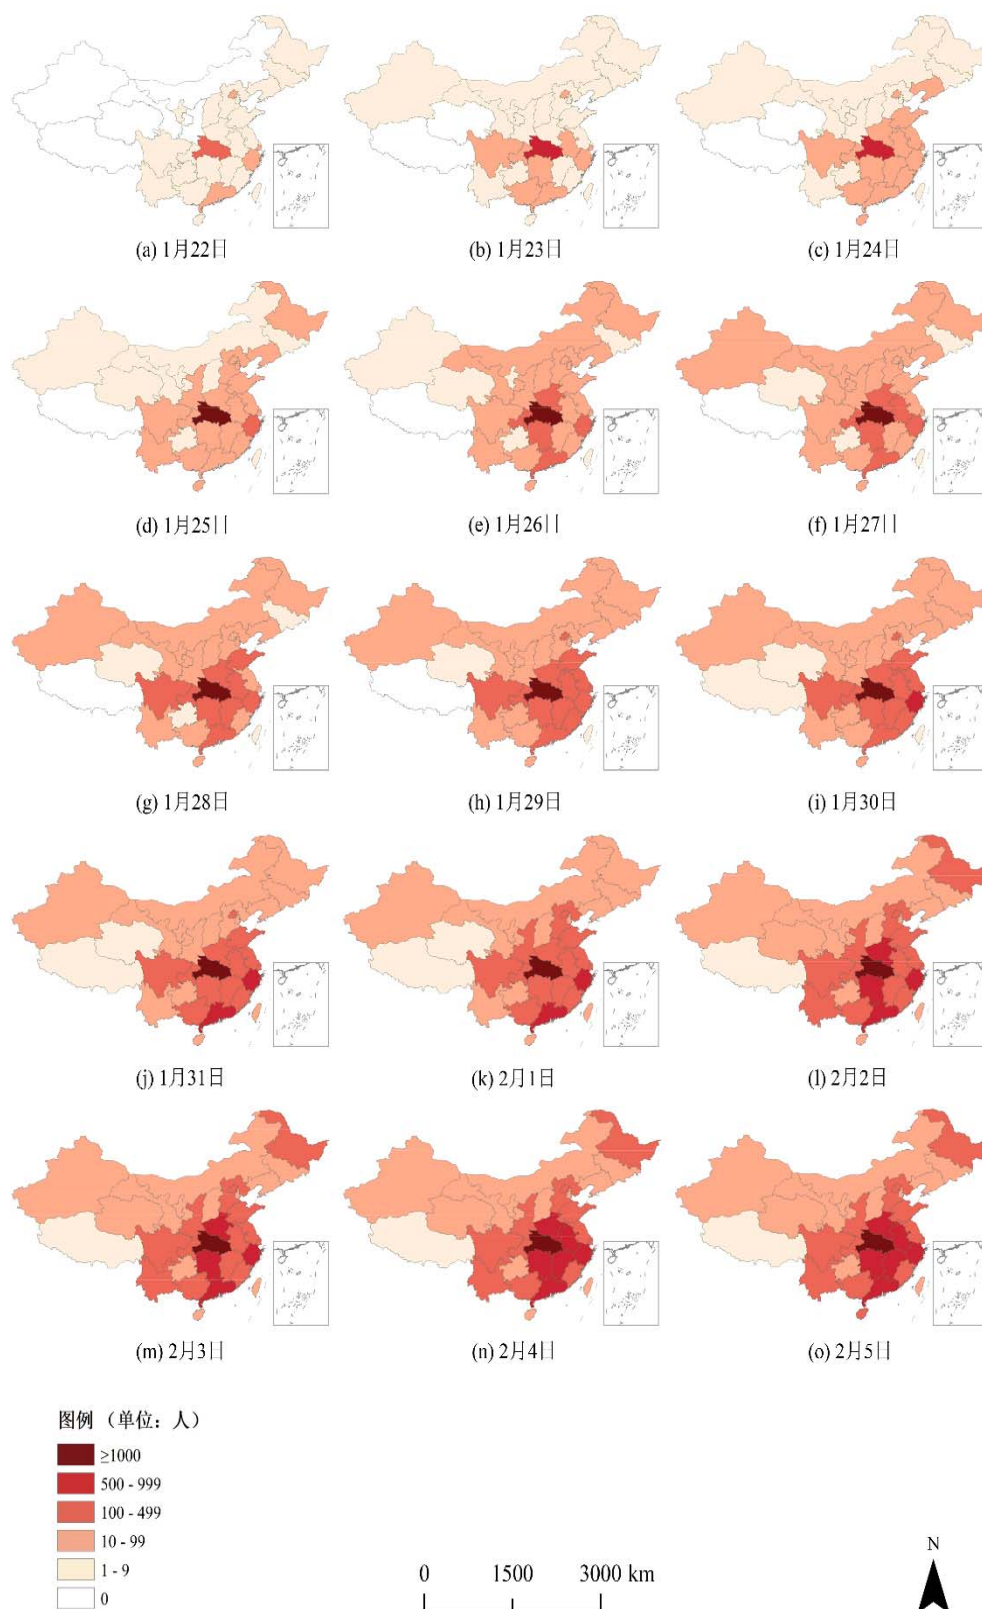 (a) 1月22日
(b) 1月23日
(c) 1月24日
(d) 1月25日
(e) 1月26日
(f) 1月27日
(g) 1月28日
(h) 1月29日
(i) 1月30日
(j) 1月31日
(k) 2月1日
(l) 2月2日
(m) 2月3日
(n) 2月4日
(o) 2月5日
图例 （单位：人）
≥1000
500 - 999
100 - 499
10 - 99
1 - 9
0
0 1500 3000 km
N